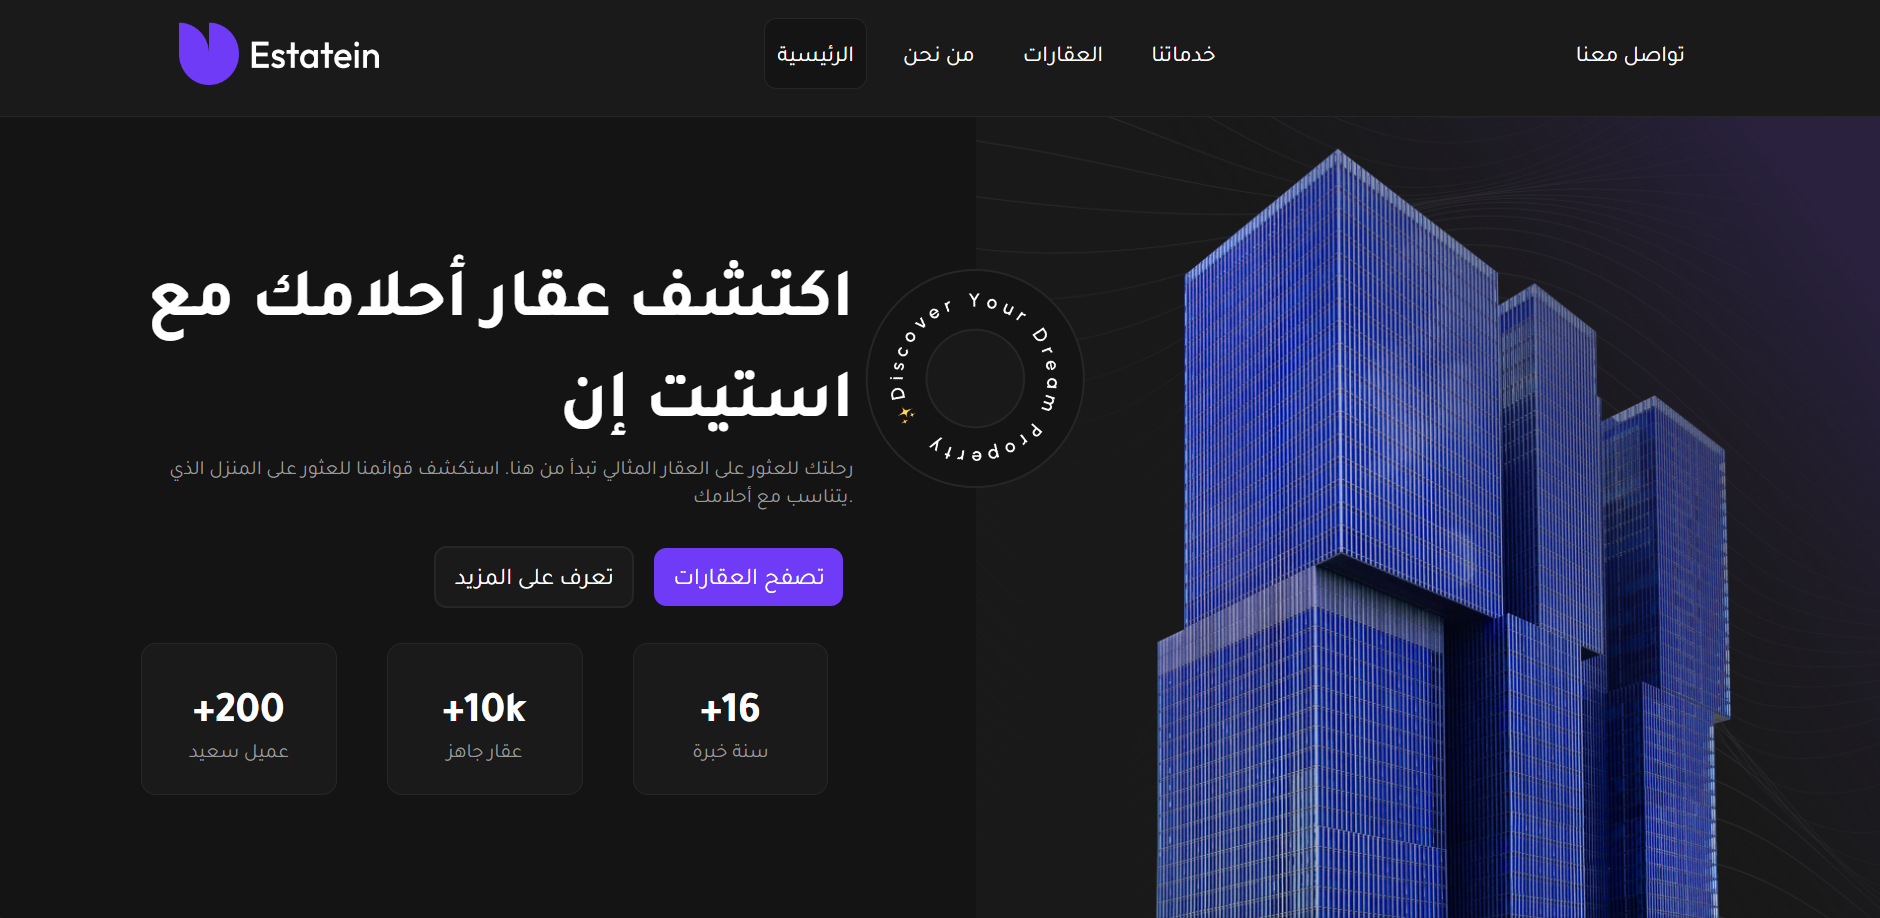 Estatein
الرئيسية
من نحن
العقارات
خدماتنا
تواصل معنا
اكتشف عقار أحلامك مع
استيت إن
رحلتك للعثور على العقار المثالي تبدأ من هنا. استكشف قوائمنا للعثور على المنزل الذي
يتناسب مع أحلامك.
✨Discover Your Dream Property
تصفح العقارات
تعرف على المزيد
+16
سنة خبرة
+10k
عقار جاهز
+200
عميل سعيد